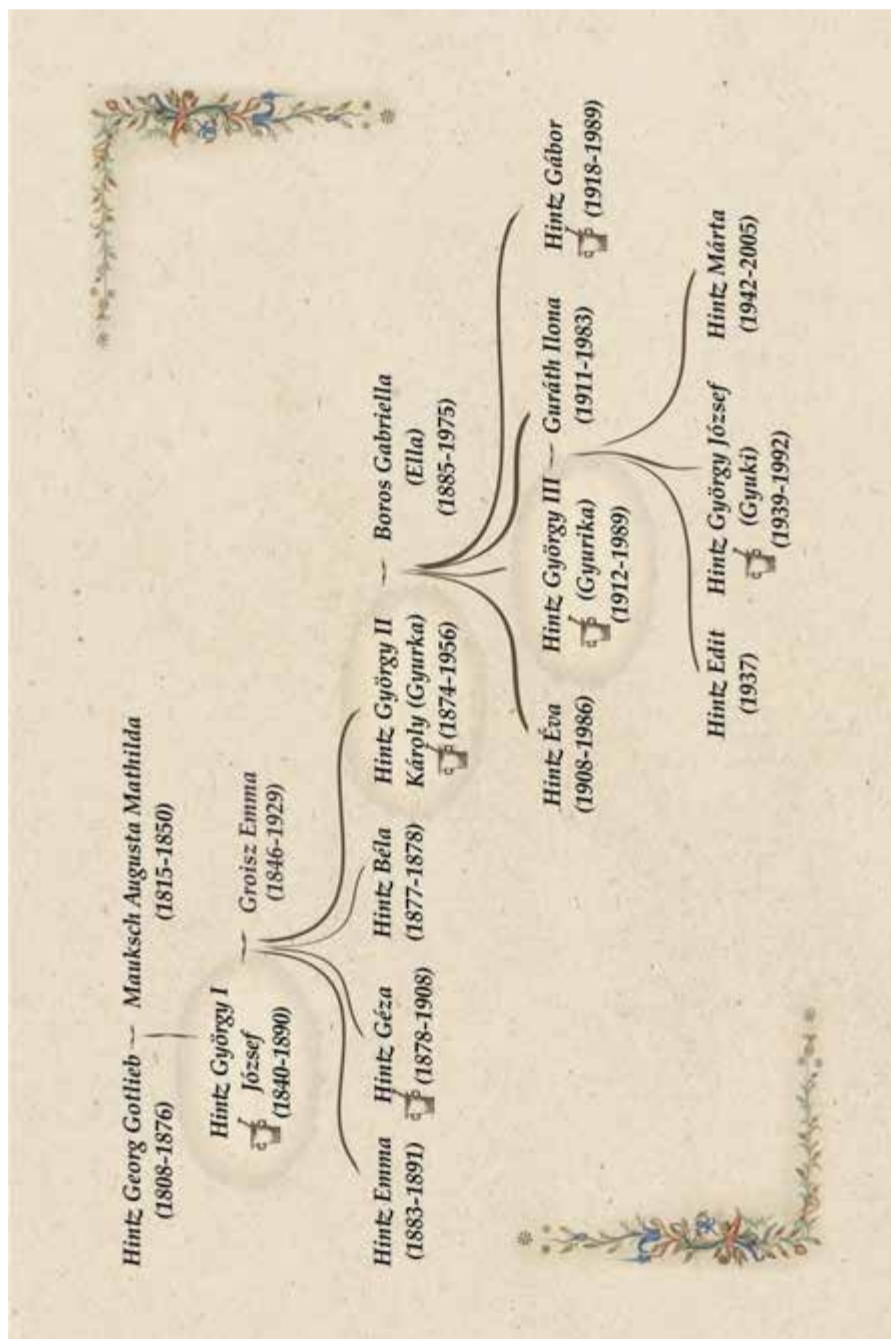 Hintz Georg Gotlieb — Mauksch Augusta Mathilda
(1808-1876)
(1815-1850)
Hintz György I — Groisz Emma
József
(1846-1929)
(1840-1890)
Hintz Emma
(1883-1891)
Hintz Géza
(1878-1908)
Hintz Béla
(1877-1878)
Hintz György II — Boros Gabriella
Károly (Gyurka)
(Ella)
(1874-1956)
(1885-1975)
Hintz Éva
(1908-1986)
Hintz György III — Guráth Ilona
(Gyurika)
(1911-1983)
(1912-1989)
Hintz Gábor
(1918-1989)
Hintz Edit
(1937)
Hintz György József
(Gyuki)
(1939-1992)
Hintz Márta
(1942-2005)